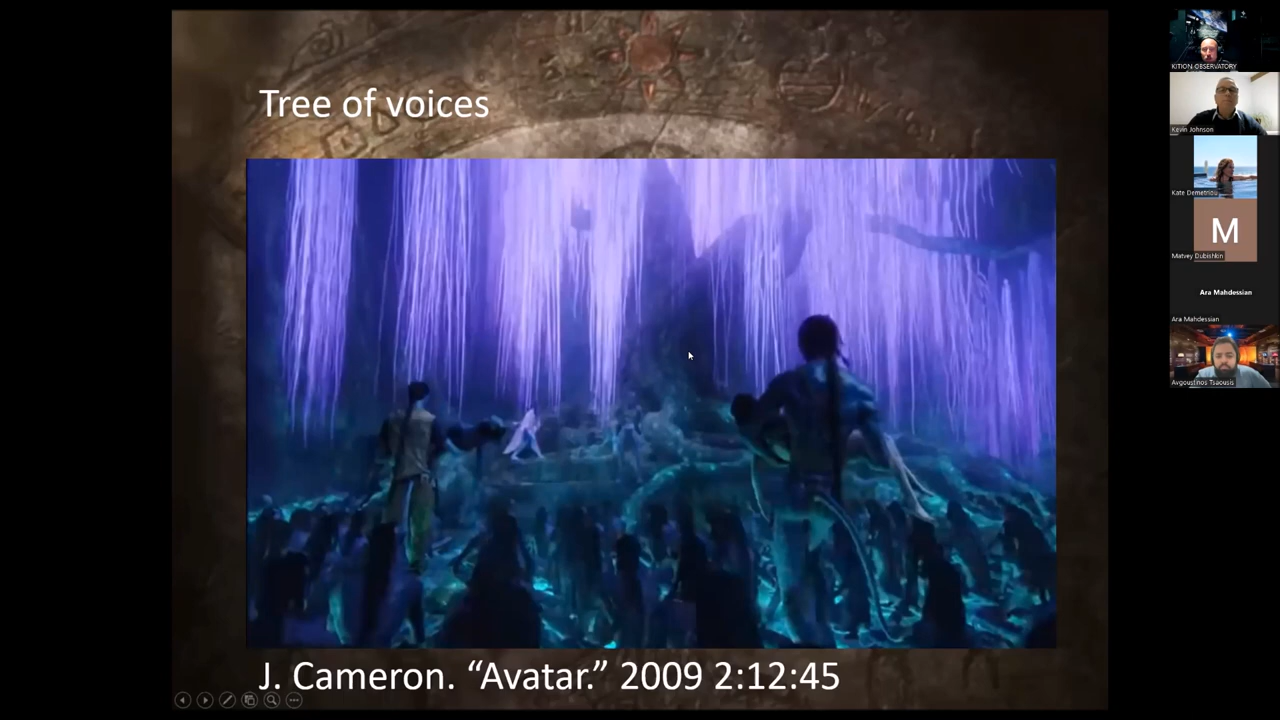 Tree of voices
J. Cameron. “Avatar.” 2009 2:12:45
KITION OBSERVATORY
Kevin Johnson
Kate Demetriou
M
Matvey Dubishkin
Ara Mahdessian
Ara Mahdessian
Avgoustinos Tsaousis